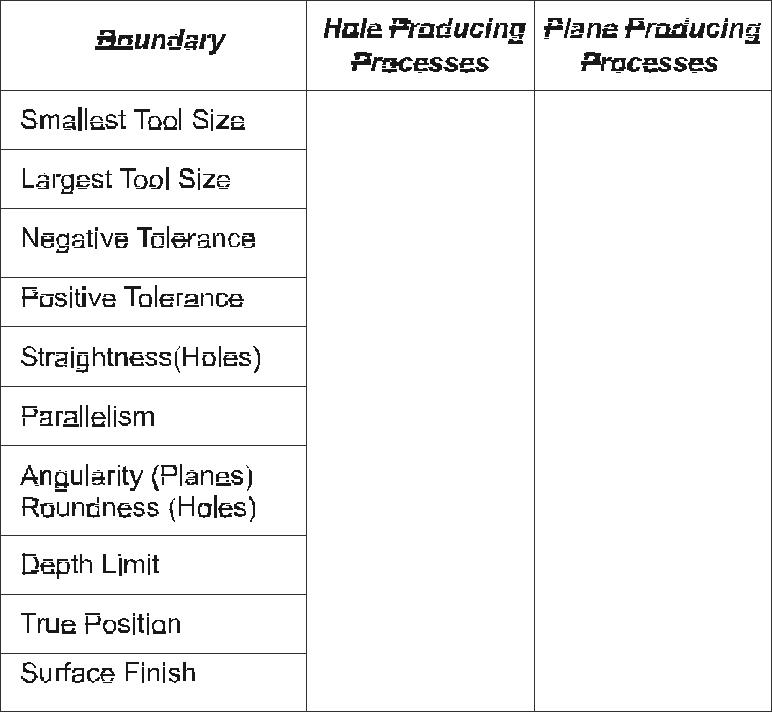 Boundary
Hole Producing
Processes
Plane Producing
Processes
Smallest Tool Size
Largest Tool Size
Negative Tolerance
Positive Tolerance
Straightness(Holes)
Parallelism
Angularity (Planes)
Roundness (Holes)
Depth Limit
True Position
Surface Finish